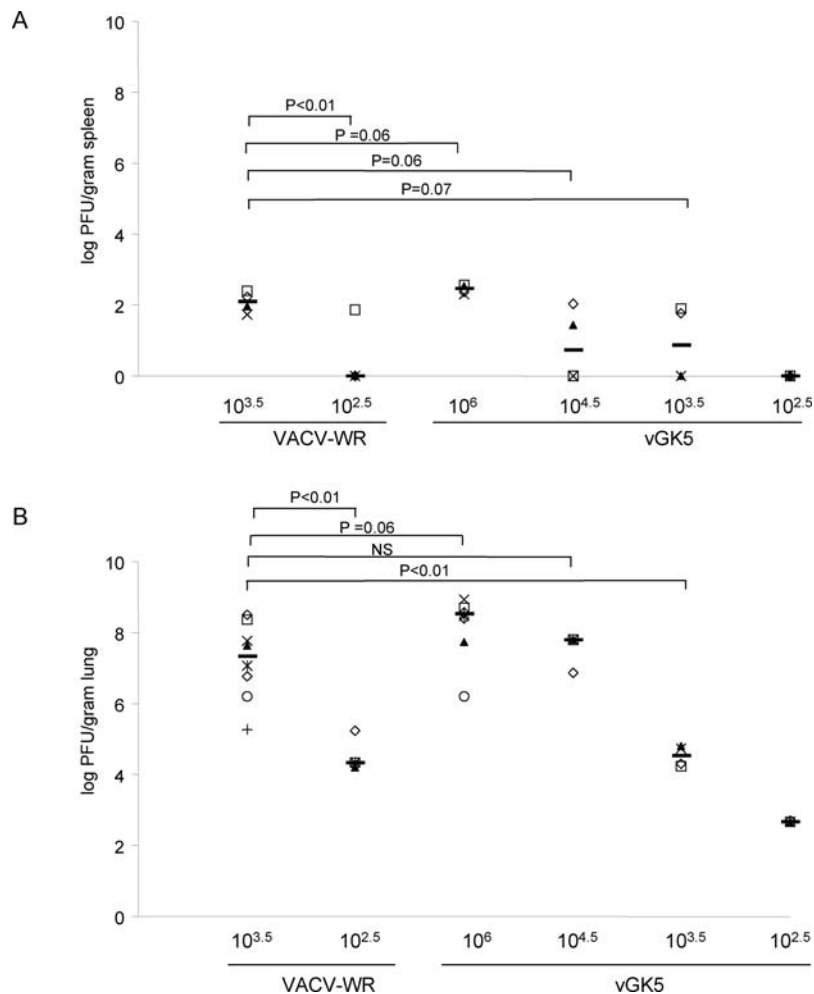 A
10
8
6
4
2
0
log PFU/gram spleen
P<0.01
P =0.06
P=0.06
P=0.07
10^3.5 10^2.5 10^6 10^4.5 10^3.5 10^2.5
VACV-WR vGK5
B
P<0.01
P =0.06
NS
P<0.01
10
8
6
4
2
0
log PFU/gram lung
10^3.5 10^2.5 10^6 10^4.5 10^3.5 10^2.5
VACV-WR vGK5